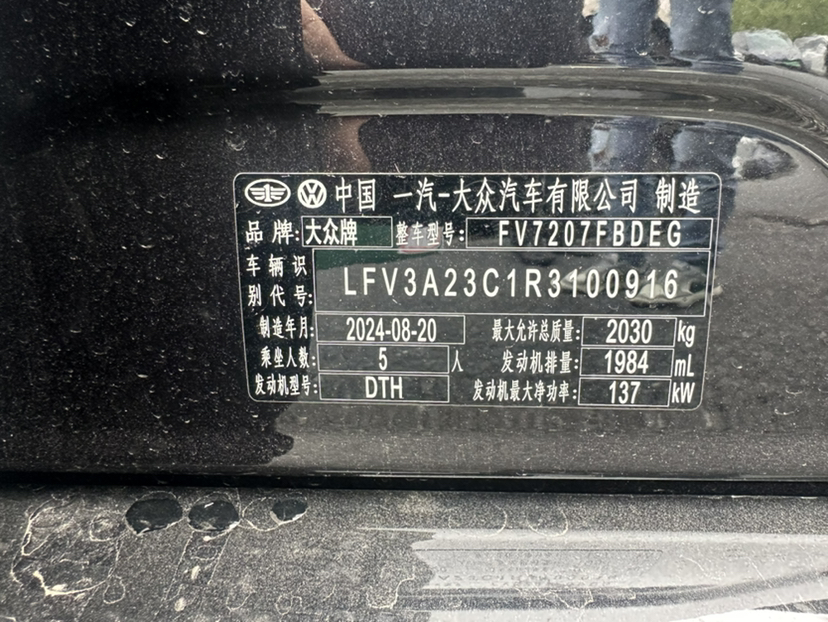 中国 一汽-大众汽车有限公司 制造
品牌: 大众牌 整车型号: FV7207FBDEG
车辆识别代号: LFV3A23C1R3100916
制造年月: 2024-08-20 最大允许总质量: 2030 kg
乘坐人数: 5 人 发动机排量: 1984 mL
发动机型号: DTH 发动机最大净功率: 137 kW